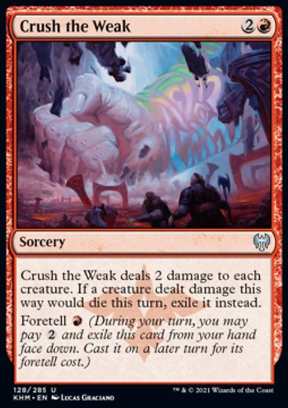 Crush the Weak 2
Sorcery
Crush the Weak deals 2 damage to each
creature. If a creature dealt damage this
way would die this turn, exile it instead.
Foretell (During your turn, you may
pay 2 and exile this card from your hand
face down. Cast it on a later turn for its
foretell cost.)
128/285 U
KHM • EN LUCAS GRACIANO
™ & © 2021 Wizards of the Coast